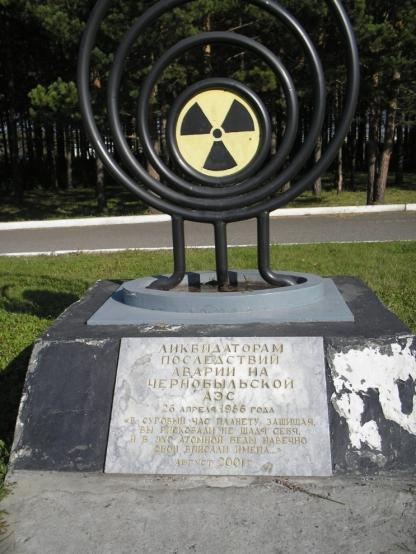 ЛИКВИДАТОРАМ
ПОСЛЕДСТВИЙ
АВАРИИ НА
ЧЕРНОБЫЛЬСКОЙ
АЭС
26 АПРЕЛЯ 1986 ГОДА
«В СУРОВЫЙ ЧАС ПЛАНЕТУ ЗАЩИЩАЯ,
ВЫ РИСКОВАЛИ НЕ ЩАДЯ СЕБЯ,
И В ЭХО АТОМНОЙ БЕДЫ НАВЕЧНО
СВОИ ВПИСАЛИ ИМЕНА...»
АВГУСТ 2001Г.